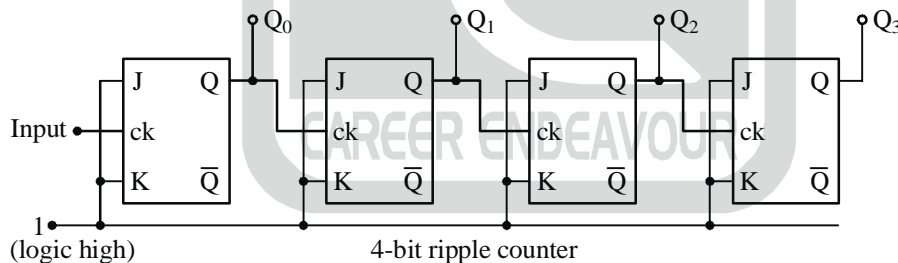 Q0 Q1 Q2 Q3
J Q J Q J Q J Q
Input ck ck ck ck
CAREER ENDEAVOUR
K Q̅ K Q̅ K Q̅ K Q̅
1
(logic high) 4-bit ripple counter